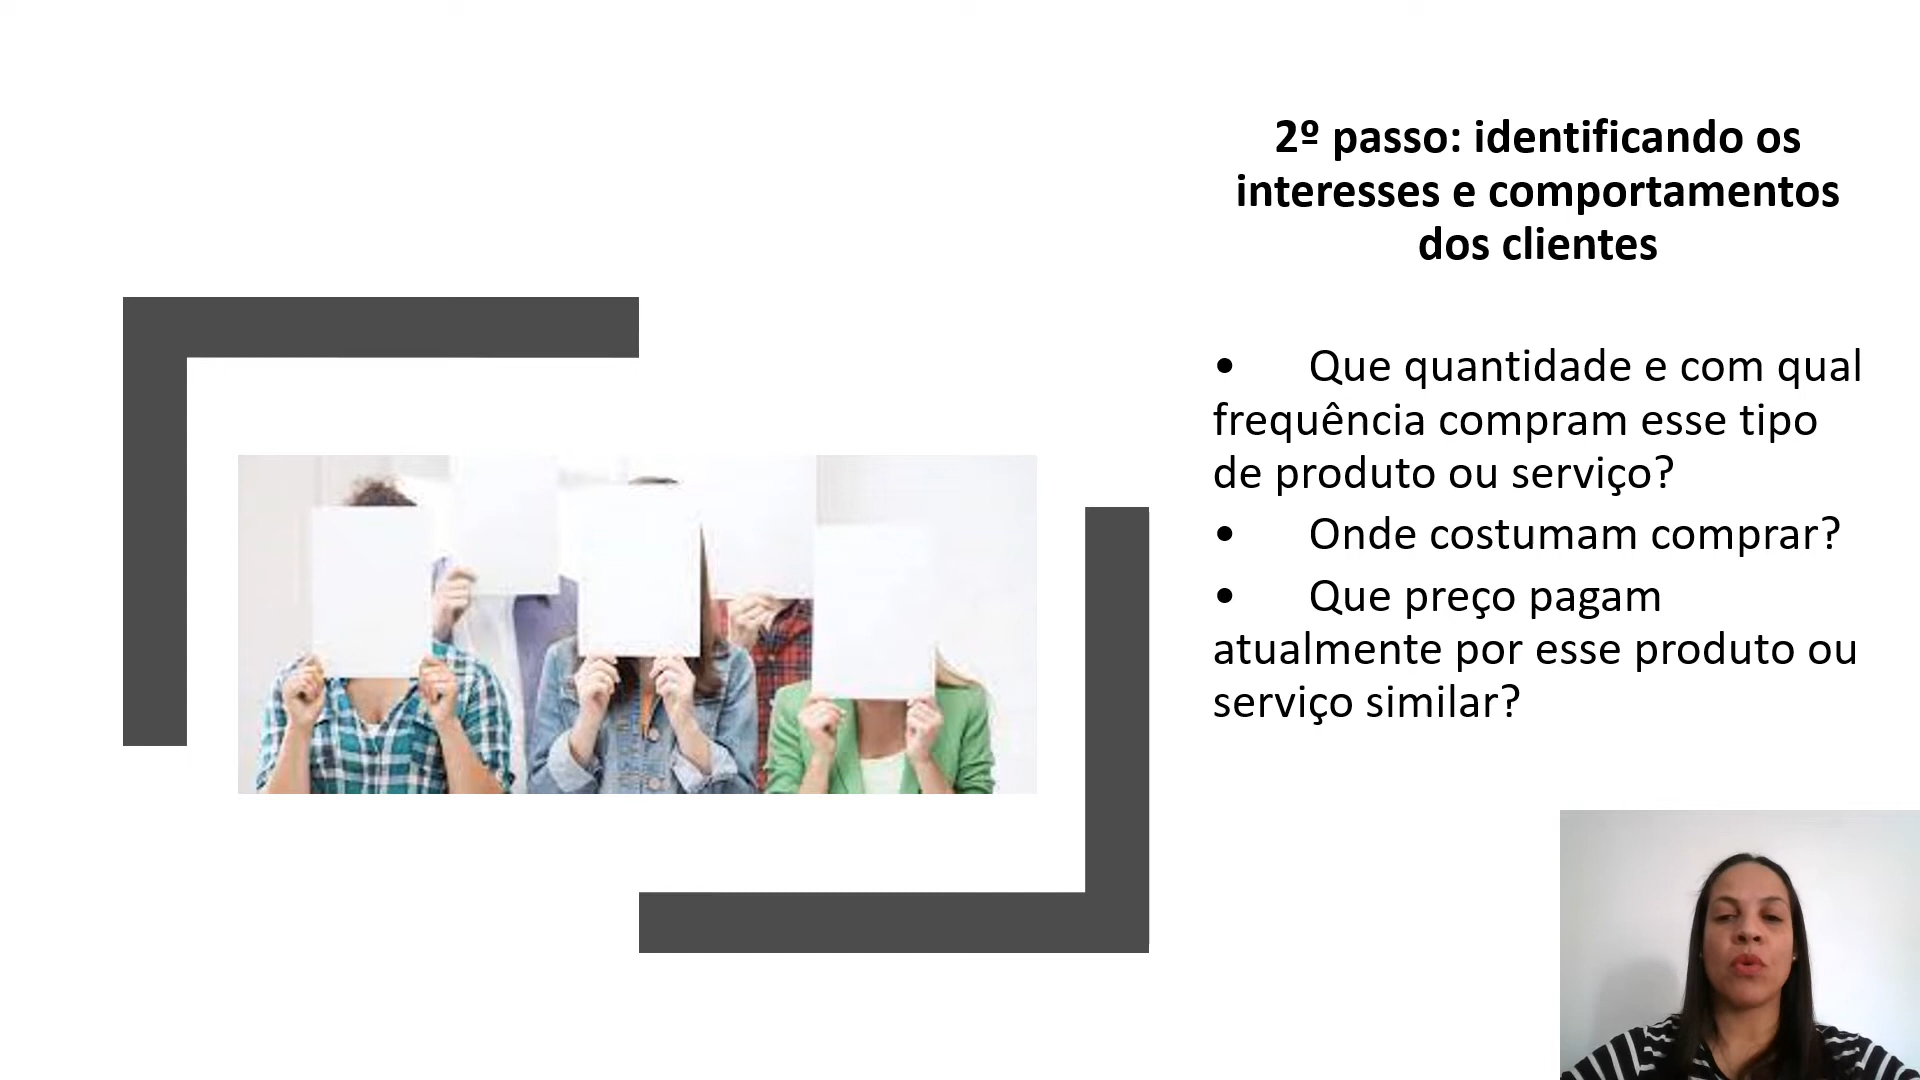 2º passo: identificando os
interesses e comportamentos
dos clientes
• Que quantidade e com qual
frequência compram esse tipo
de produto ou serviço?
• Onde costumam comprar?
• Que preço pagam
atualmente por esse produto ou
serviço similar?